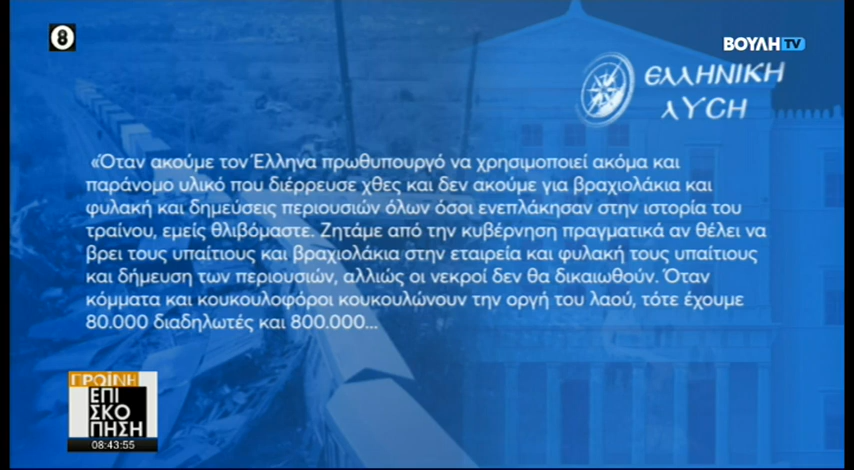 8
ΒΟΥΛΗ TV
ΕΛΛΗΝΙΚΗ
ΛΥΣΗ
«Όταν ακούμε τον Έλληνα πρωθυπουργό να χρησιμοποιεί ακόμα και
παράνομο υλικό που διέρρευσε χθες και δεν ακούμε για βραχιολάκια και
φυλακή και δημεύσεις περιουσιών όλων όσοι ενεπλάκησαν στην ιστορία του
τραίνου, εμείς θλιβόμαστε. Ζητάμε από την κυβέρνηση πραγματικά αν θέλει να
βρει τους υπαίτιους και βραχιολάκια στην εταιρεία και φυλακή τους υπαίτιους
και δήμευση των περιουσιών, αλλιώς οι νεκροί δεν θα δικαιωθούν. Όταν
κόμματα και κουκουλοφόροι κουκουλώνουν την οργή του λαού, τότε έχουμε
80.000 διαδηλωτές και 800.000...
ΠΡΩΙΝΗ
ΕΠΙ
ΣΚΟ
ΠΗΣΗ
08:43:55